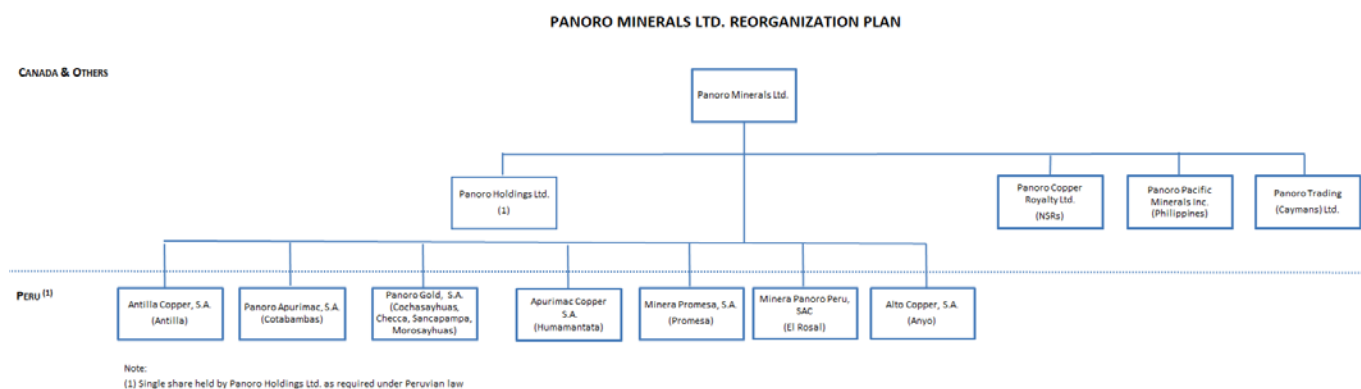 PANORO MINERALS LTD. REORGANIZATION PLAN
CANADA & OTHERS
Panoro Minerals Ltd.
Panoro Holdings Ltd.
(1)
Panoro Copper
Royalty Ltd.
(NSRs)
Panoro Pacific
Minerals Inc.
(Philippines)
Panoro Trading
(Caymans) Ltd.
PERU (1)
Antilla Copper, S.A.
(Antilla)
Panoro Apurimac, S.A.
(Cotabambas)
Panoro Gold, S.A.
(Cochasayhuas,
Checca, Sancapampa,
Morosayhuas)
Apurimac Copper
S.A.
(Humamantata)
Minera Promesa, S.A.
(Promesa)
Minera Panoro Peru,
SAC
(El Rosal)
Alto Copper, S.A.
(Anyo)
Note:
(1) Single share held by Panoro Holdings Ltd. as required under Peruvian law